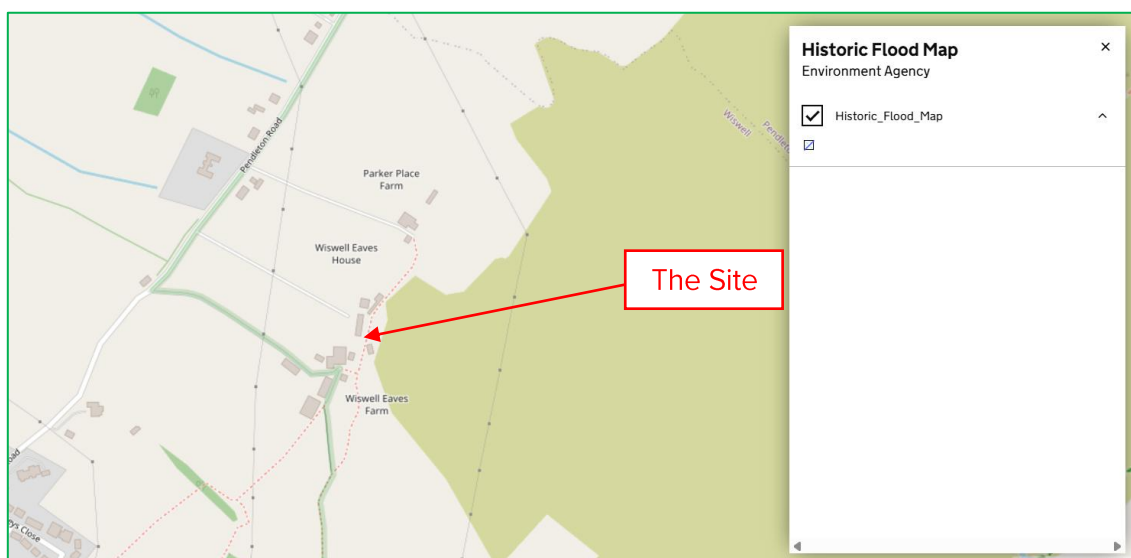 Historic Flood Map
Environment Agency
Historic_Flood_Map
Wiswell
Pendleton Road
Parker Place
Farm
Wiswell Eaves
House
The Site
Wiswell Eaves
Farm